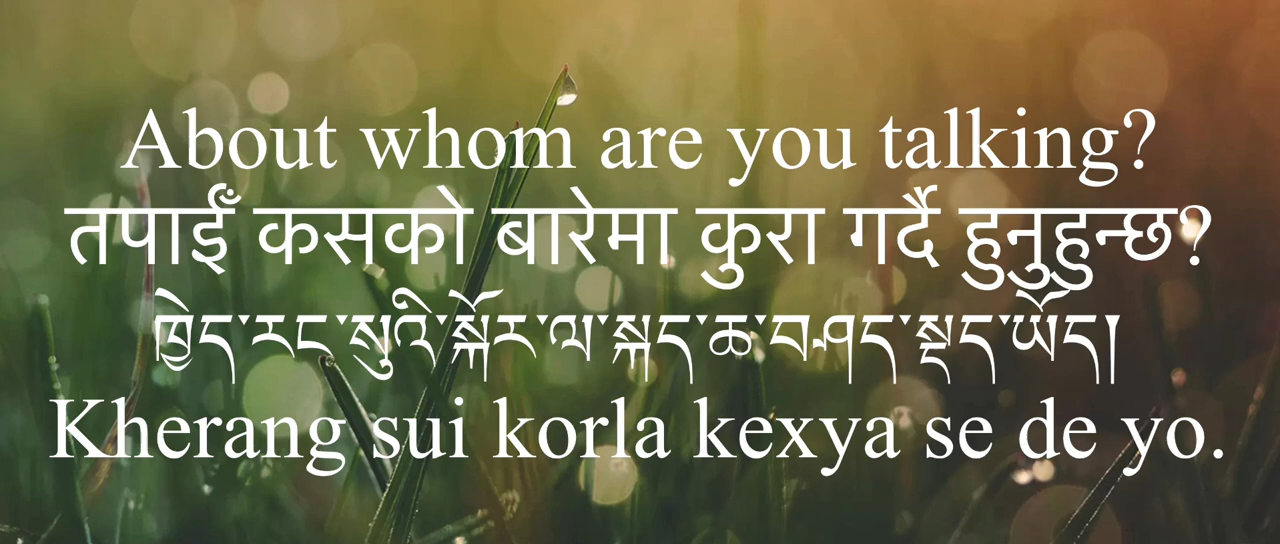 About whom are you talking?
तपाईँ कसको बारेमा कुरा गर्दै हुनुहुन्छ?
ཁྱེད་རང་སུའི་སྐོར་ལ་སྐད་ཆ་བཤད་སྡད་ཡོད།
Kherang sui korla kexya se de yo.